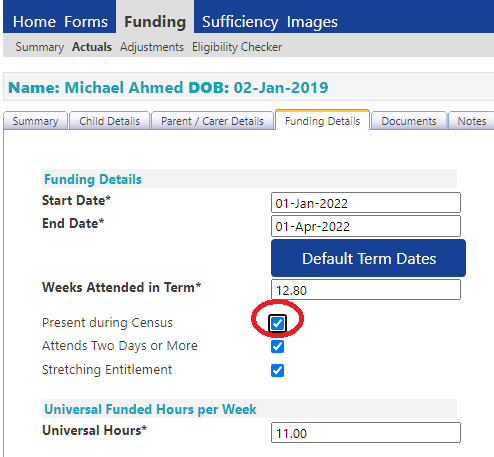 Home Forms Funding Sufficiency Images
Summary Actuals Adjustments Eligibility Checker
Name: Michael Ahmed DOB: 02-Jan-2019
Summary Child Details Parent / Carer Details Funding Details Documents Notes
Funding Details
Start Date* 01-Jan-2022
End Date* 01-Apr-2022
Default Term Dates
Weeks Attended in Term* 12.80
Present during Census
Attends Two Days or More
Stretching Entitlement
Universal Funded Hours per Week
Universal Hours* 11.00